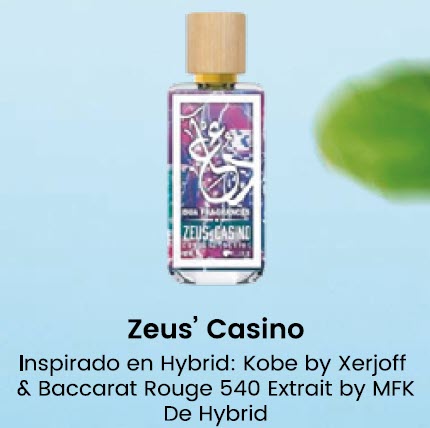 DUA FRAGRANCES
ZEUS' CASINO
Zeus’ Casino
Inspirado en Hybrid: Kobe by Xerjoff
& Baccarat Rouge 540 Extrait by MFK
De Hybrid